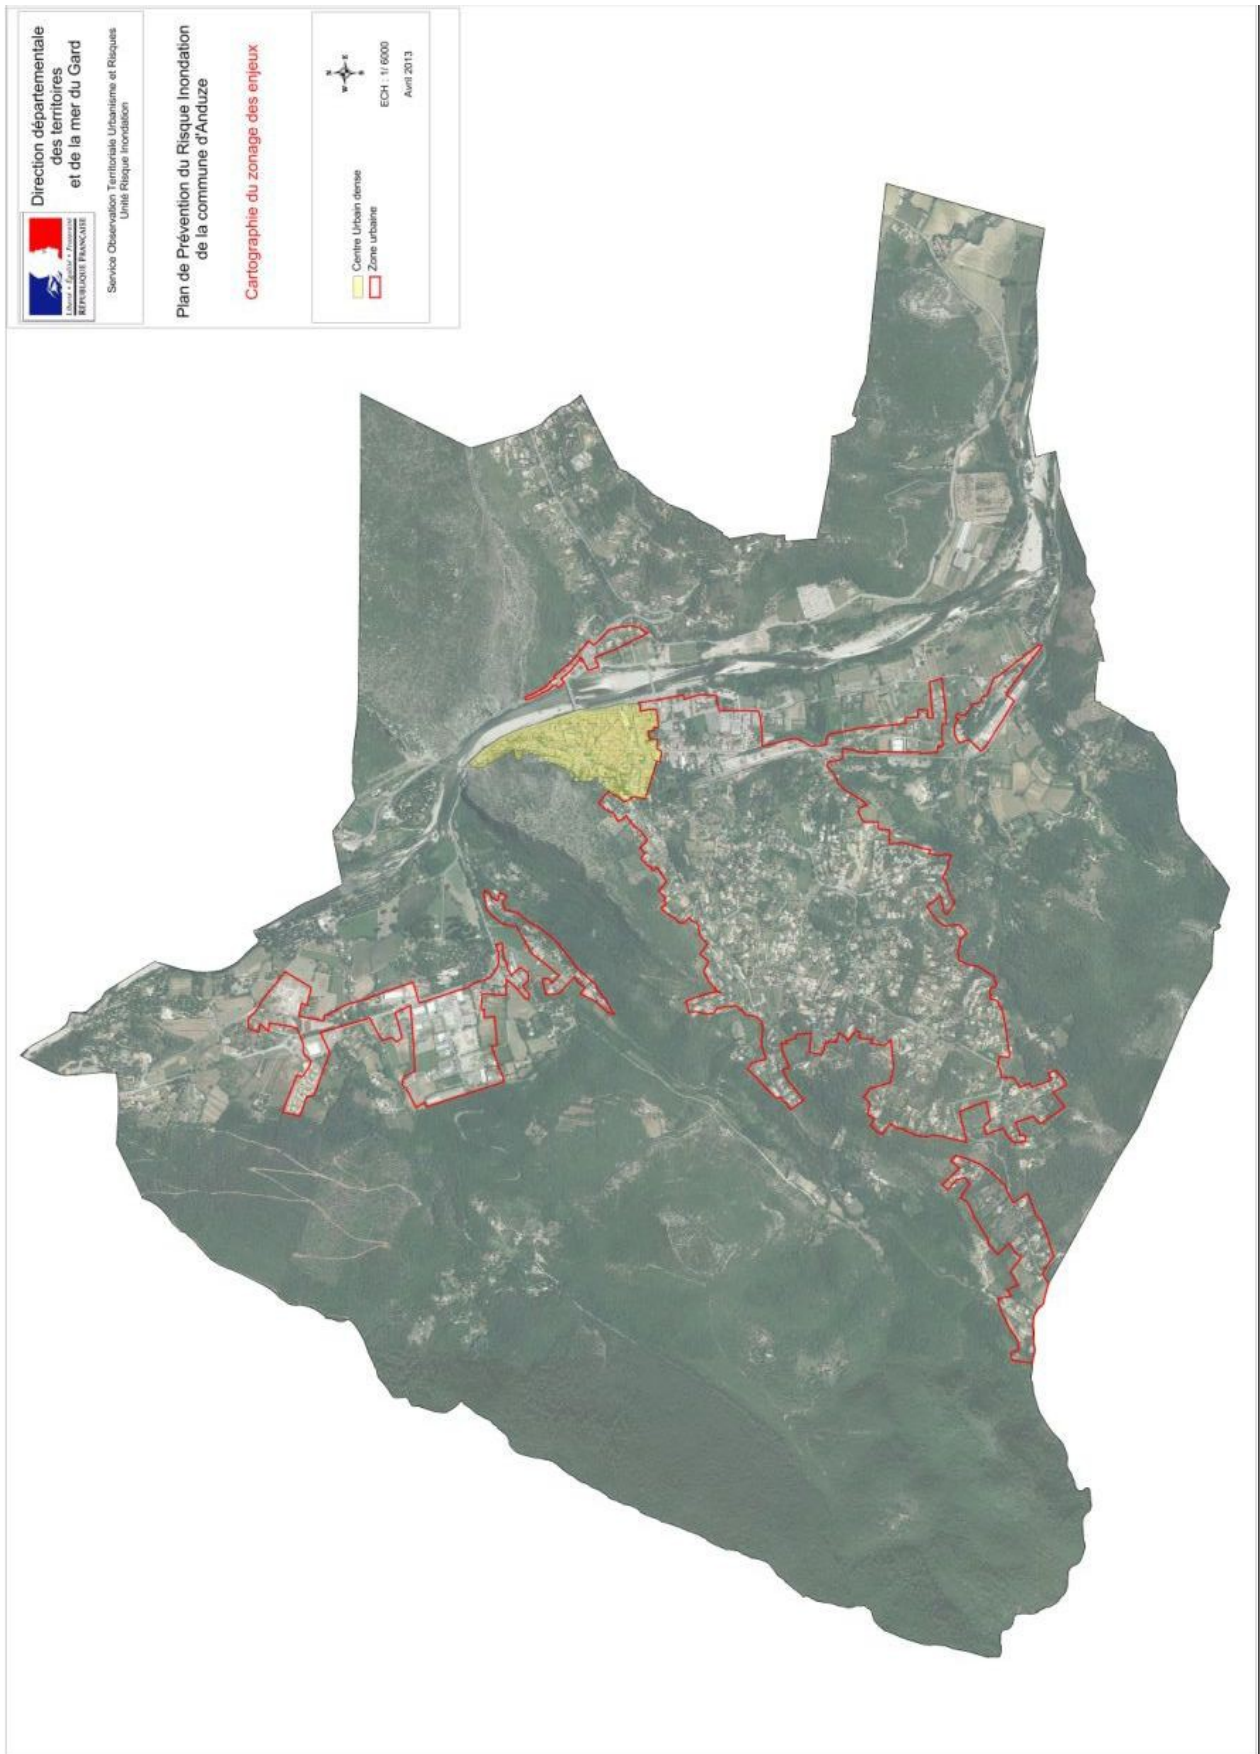 Liberté • Égalité • Fraternité
RÉPUBLIQUE FRANÇAISE
Direction départementale
des territoires
et de la mer du Gard
Service Observation Territoriale Urbanisme et Risques
Unité Risque Inondation
Plan de Prévention du Risque Inondation
de la commune d'Anduze
Cartographie du zonage des enjeux
Centre Urbain dense
Zone urbaine
N
W
E
S
ECH : 1/ 6000
Avril 2013